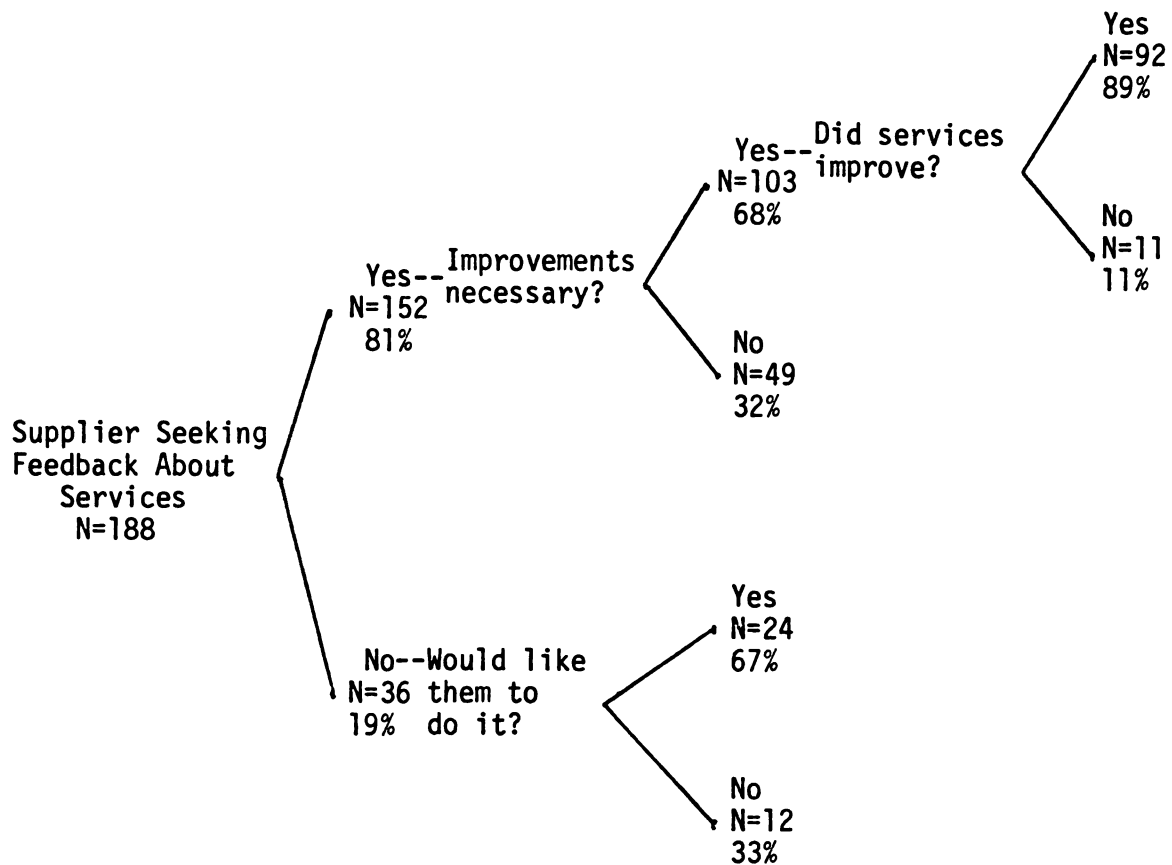 Yes
N=92
89%
Yes--Did services
improve?
N=103
68%
No
N=11
11%
Yes--Improvements
necessary?
N=152
81%
No
N=49
32%
Supplier Seeking
Feedback About
Services
N=188
Yes
N=24
67%
No--Would like
N=36 them to
19% do it?
No
N=12
33%